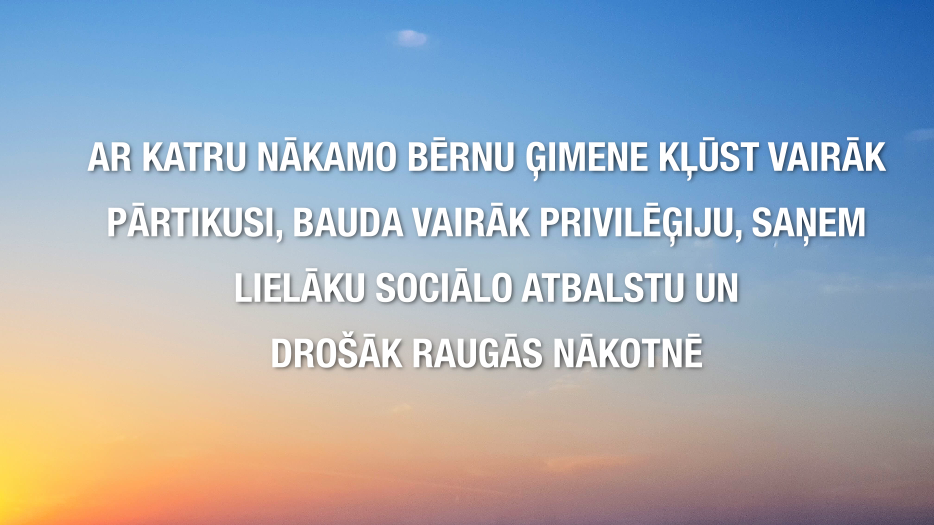 AR KATRU NĀKAMO BĒRNU ĢIMENE KĻŪST VAIRĀK
PĀRTIKUSI, BAUDA VAIRĀK PRIVILĒĢIJU, SAŅEM
LIELĀKU SOCIĀLO ATBALSTU UN
DROŠĀK RAUGĀS NĀKOTNĒ